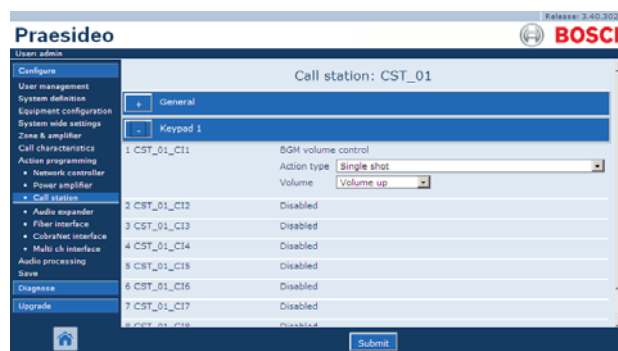 Release: 3.40.302
Praesideo
BOSCH
User: admin
Configure
User management
System definition
Equipment configuration
System wide settings
Zone & amplifier
Call characteristics
Action programming
• Network controller
• Power amplifier
• Call station
• Audio expander
• Fiber interface
• CobraNet interface
• Multi ch interface
Audio processing
Save
Diagnose
Upgrade
Call station: CST_01
+ General
- Keypad 1
1 CST_01_CI1 BGM volume control
Action type Single shot
Volume Volume up
2 CST_01_CI2 Disabled
3 CST_01_CI3 Disabled
4 CST_01_CI4 Disabled
5 CST_01_CI5 Disabled
6 CST_01_CI6 Disabled
7 CST_01_CI7 Disabled
8 CST_01_CI8 Disabled
Submit